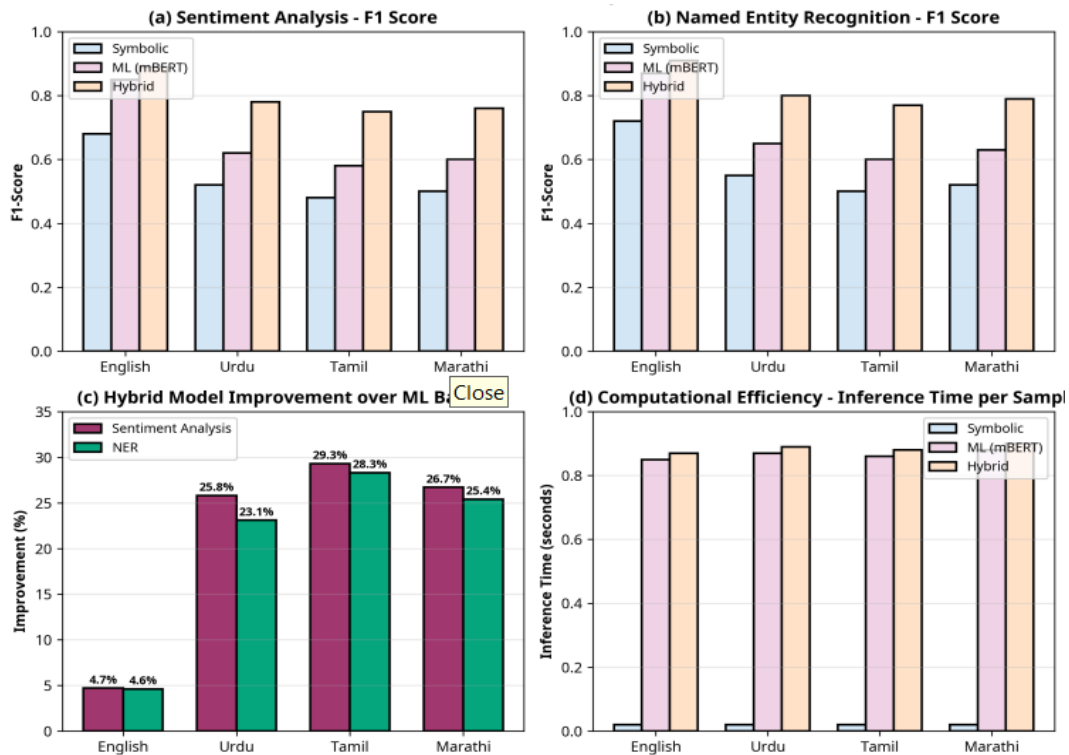 (a) Sentiment Analysis - F1 Score
1.0
0.8
0.6
0.4
0.2
0.0
F1-Score
Symbolic
ML (mBERT)
Hybrid
English Urdu Tamil Marathi
(b) Named Entity Recognition - F1 Score
1.0
0.8
0.6
0.4
0.2
0.0
F1-Score
Symbolic
ML (mBERT)
Hybrid
English Urdu Tamil Marathi
(c) Hybrid Model Improvement over ML
Close
35
30
25
20
15
10
5
0
Improvement (%)
Sentiment Analysis
NER
4.7% 4.6%
25.8% 23.1%
29.3% 28.3%
26.7% 25.4%
English Urdu Tamil Marathi
(d) Computational Efficiency - Inference Time per Sampl
1.0
0.8
0.6
0.4
0.2
0.0
Inference Time (seconds)
Symbolic
ML (mBERT)
Hybrid
English Urdu Tamil Marathi